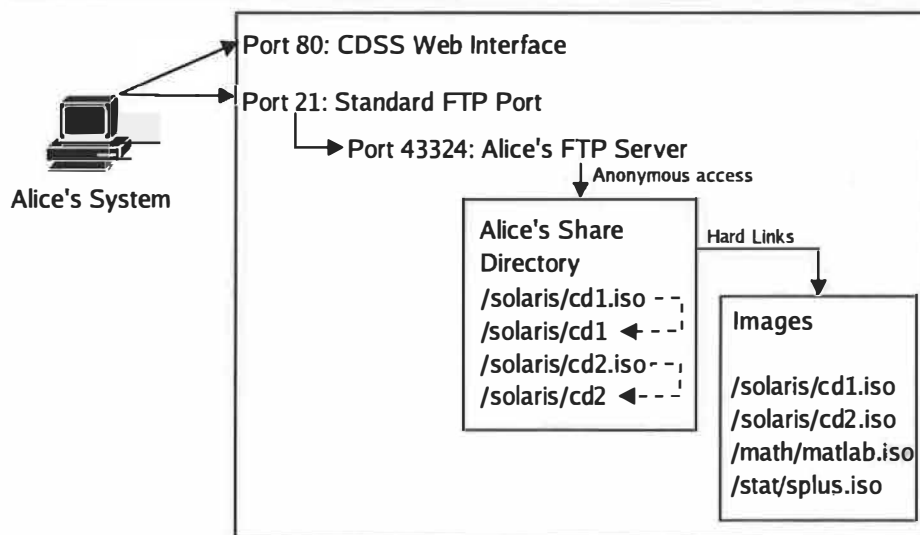 Port 80: CDSS Web Interface
Port 21: Standard FTP Port
Port 43324: Alice's FTP Server
Anonymous access
Alice's System
Alice's Share
Directory
/solaris/cd1.iso
/solaris/cd1
/solaris/cd2.iso
/solaris/cd2
Hard Links
Images
/solaris/cd1.iso
/solaris/cd2.iso
/math/matlab.iso
/stat/splus.iso